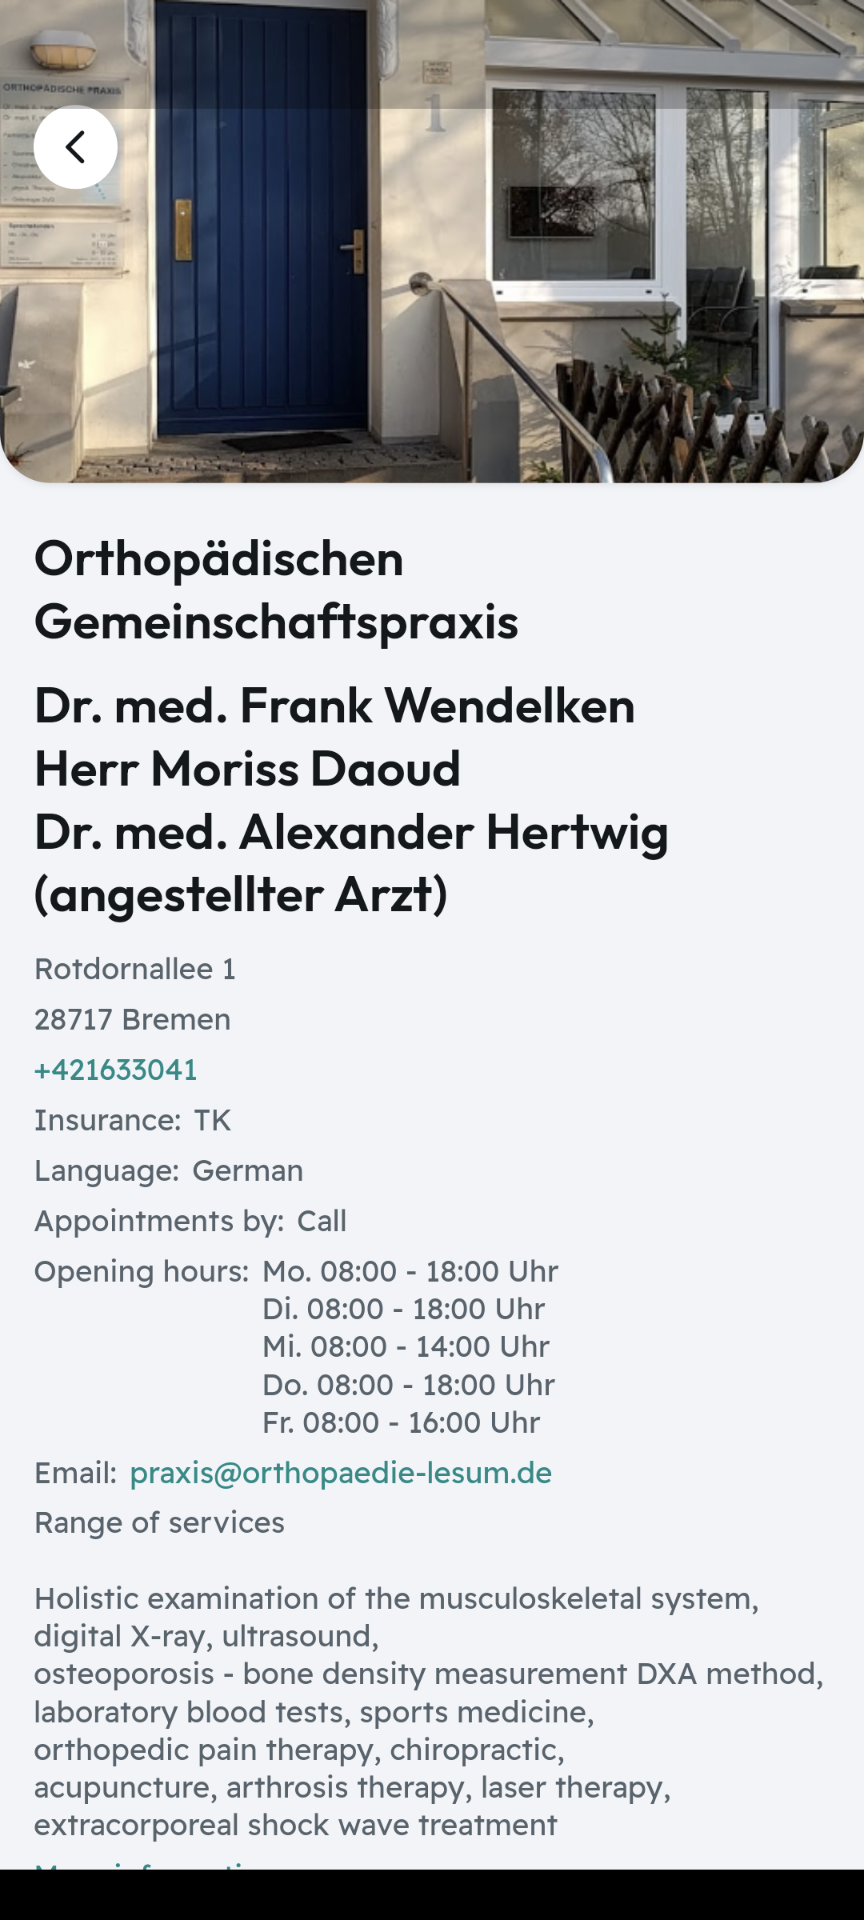 ORTHOPÄDISCHE PRAXIS
Sprechstunden
1
Orthopädischen
Gemeinschaftspraxis
Dr. med. Frank Wendelken
Herr Moriss Daoud
Dr. med. Alexander Hertwig
(angestellter Arzt)
Rotdornallee 1
28717 Bremen
+421633041
Insurance: TK
Language: German
Appointments by: Call
Opening hours: Mo. 08:00 - 18:00 Uhr
Di. 08:00 - 18:00 Uhr
Mi. 08:00 - 14:00 Uhr
Do. 08:00 - 18:00 Uhr
Fr. 08:00 - 16:00 Uhr
Email: praxis@orthopaedie-lesum.de
Range of services
Holistic examination of the musculoskeletal system,
digital X-ray, ultrasound,
osteoporosis - bone density measurement DXA method,
laboratory blood tests, sports medicine,
orthopedic pain therapy, chiropractic,
acupuncture, arthrosis therapy, laser therapy,
extracorporeal shock wave treatment